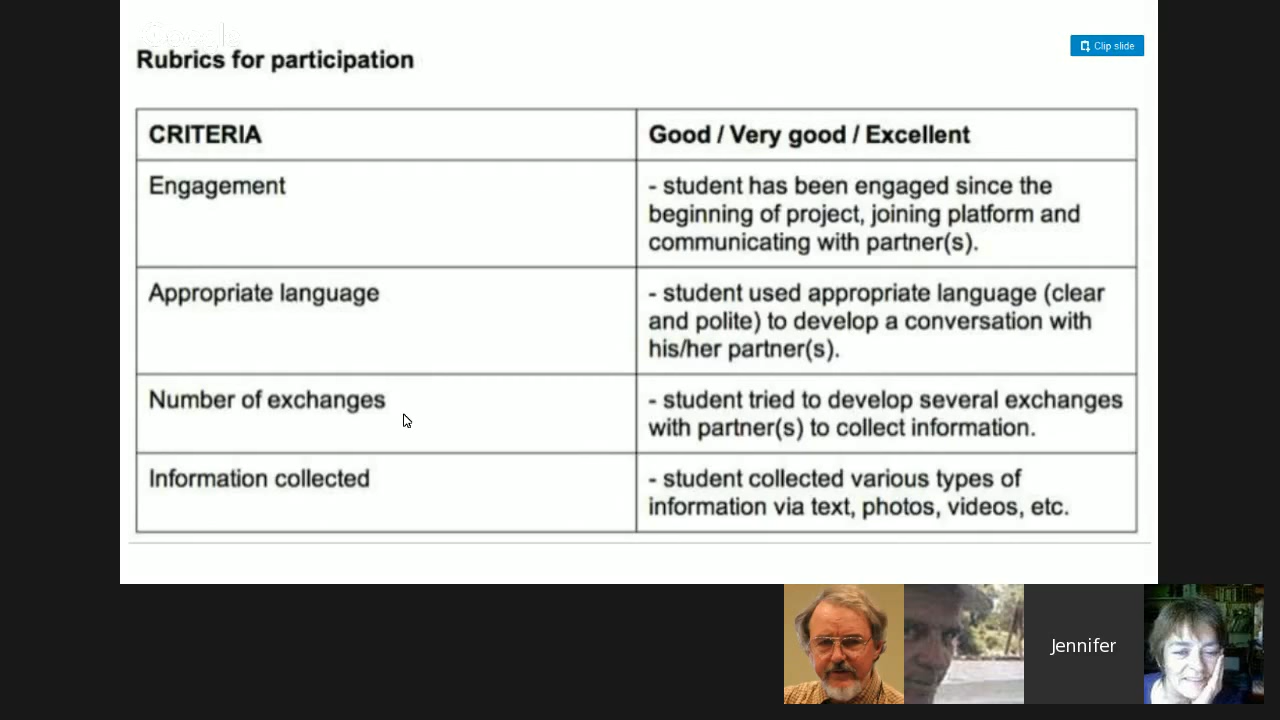 Google
Rubrics for participation
Clip slide
CRITERIA
Good / Very good / Excellent
Engagement
- student has been engaged since the
beginning of project, joining platform and
communicating with partner(s).
Appropriate language
- student used appropriate language (clear
and polite) to develop a conversation with
his/her partner(s).
Number of exchanges
- student tried to develop several exchanges
with partner(s) to collect information.
Information collected
- student collected various types of
information via text, photos, videos, etc.
Jennifer